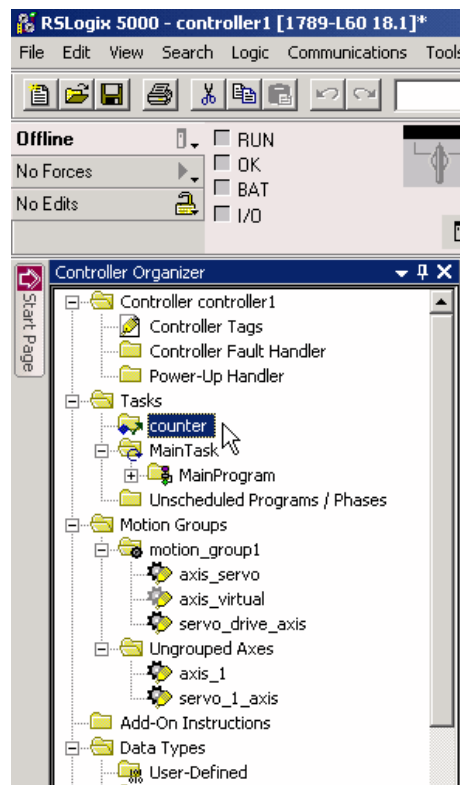 RSLogix 5000 - controller1 [1789-L60 18.1]*
File Edit View Search Logic Communications Tools
Offline
RUN
No Forces
OK
BAT
No Edits
I/O
Start Page
Controller Organizer
Controller controller1
Controller Tags
Controller Fault Handler
Power-Up Handler
Tasks
counter
MainTask
MainProgram
Unscheduled Programs / Phases
Motion Groups
motion_group1
axis_servo
axis_virtual
servo_drive_axis
Ungrouped Axes
axis_1
servo_1_axis
Add-On Instructions
Data Types
User-Defined